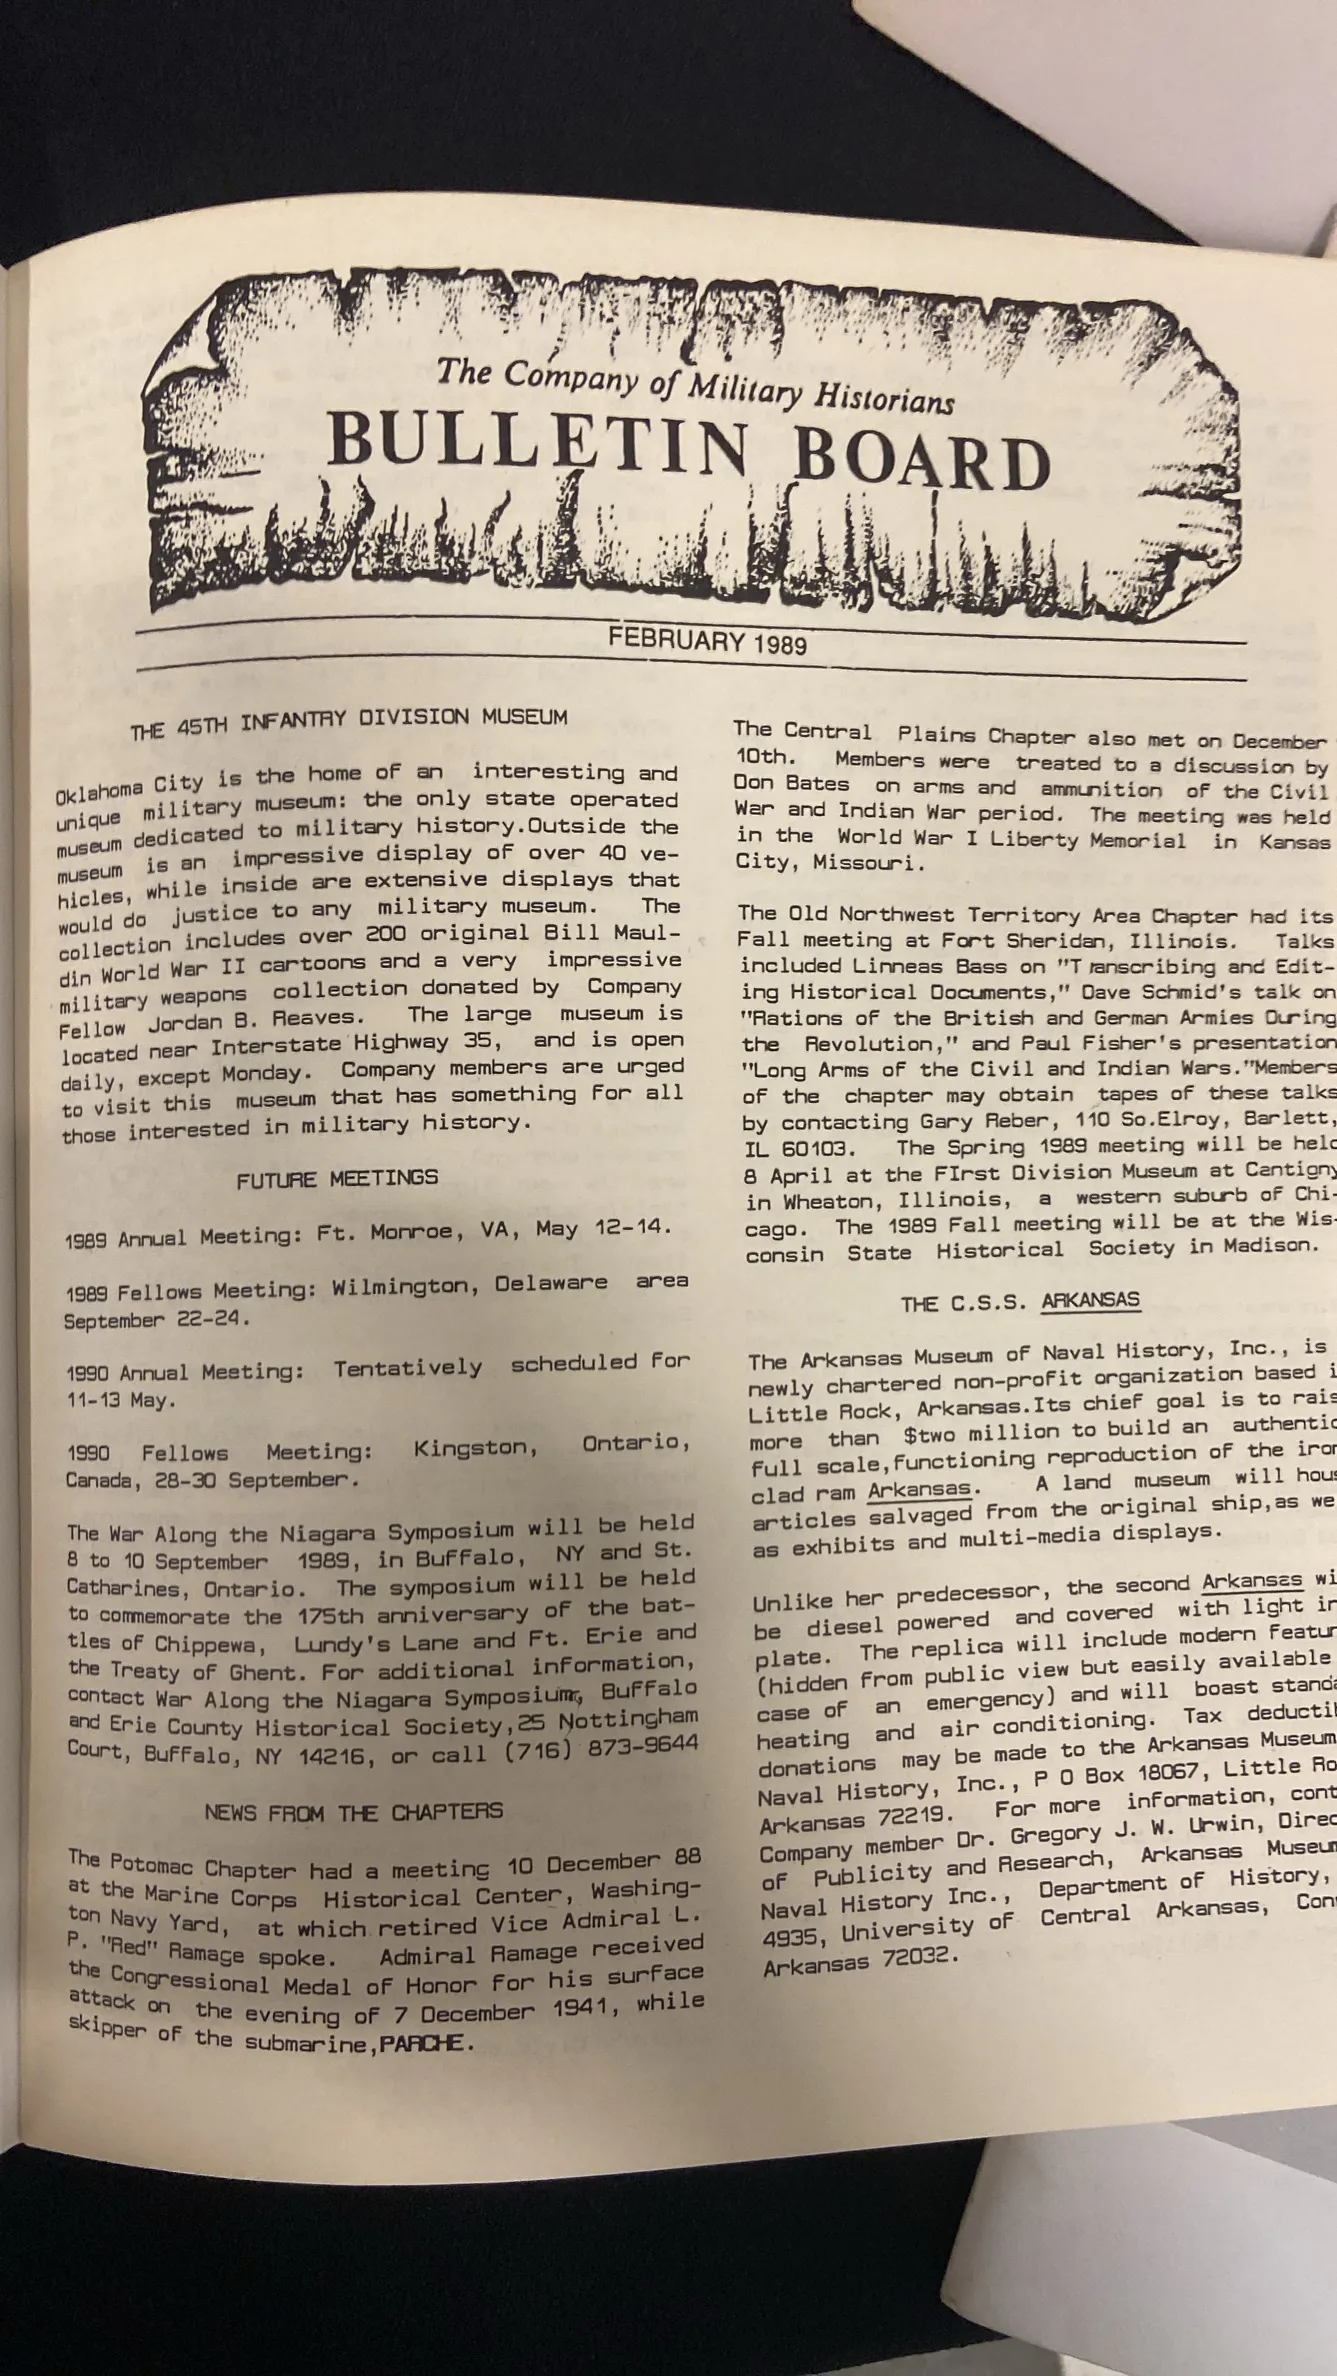 The Company of Military Historians
BULLETIN BOARD
FEBRUARY 1989
THE 45TH INFANTRY DIVISION MUSEUM
Oklahoma City is the home of an interesting and
unique military museum: the only state operated
museum dedicated to military history.Outside the
museum is an impressive display of over 40 ve-
hicles, while inside are extensive displays that
would do justice to any military museum. The
collection includes over 200 original Bill Maul-
din World War II cartoons and a very impressive
military weapons collection donated by Company
Fellow Jordan B. Reaves. The large museum is
located near Interstate Highway 35, and is open
daily, except Monday. Company members are urged
to visit this museum that has something for all
those interested in military history.
FUTURE MEETINGS
1989 Annual Meeting: Ft. Monroe, VA, May 12-14.
1989 Fellows Meeting: Wilmington, Delaware area
September 22-24.
1990 Annual Meeting: Tentatively scheduled for
11-13 May.
1990 Fellows Meeting: Kingston, Ontario,
Canada, 28-30 September.
The War Along the Niagara Symposium will be held
8 to 10 September 1989, in Buffalo, NY and St.
Catharines, Ontario. The symposium will be held
to commemorate the 175th anniversary of the bat-
tles of Chippewa, Lundy's Lane and Ft. Erie and
the Treaty of Ghent. For additional information,
contact War Along the Niagara Symposium, Buffalo
and Erie County Historical Society,25 Nottingham
Court, Buffalo, NY 14216, or call (716) 873-9644
NEWS FROM THE CHAPTERS
The Potomac Chapter had a meeting 10 December 88
at the Marine Corps Historical Center, Washing-
ton Navy Yard, at which retired Vice Admiral L.
P. "Red" Ramage spoke. Admiral Ramage received
the Congressional Medal of Honor for his surface
attack on the evening of 7 December 1941, while
skipper of the submarine,PARCHE.
The Central Plains Chapter also met on December
10th. Members were treated to a discussion by
Don Bates on arms and ammunition of the Civil
War and Indian War period. The meeting was held
in the World War I Liberty Memorial in Kansas
City, Missouri.
The Old Northwest Territory Area Chapter had its
Fall meeting at Fort Sheridan, Illinois. Talks
included Linneas Bass on "T ranscribing and Edit-
ing Historical Documents," Dave Schmid's talk on
"Rations of the British and German Armies During
the Revolution," and Paul Fisher's presentation
"Long Arms of the Civil and Indian Wars."Members
of the chapter may obtain tapes of these talks
by contacting Gary Reber, 110 So.Elroy, Barlett,
IL 60103. The Spring 1989 meeting will be held
8 April at the FIrst Division Museum at Cantigny
in Wheaton, Illinois, a western suburb of Chi-
cago. The 1989 Fall meeting will be at the Wis-
consin State Historical Society in Madison.
THE C.S.S. ARKANSAS
The Arkansas Museum of Naval History, Inc., is
newly chartered non-profit organization based i
Little Rock, Arkansas.Its chief goal is to rais
more than $two million to build an authentic
full scale,functioning reproduction of the iron
clad ram Arkansas. A land museum will hous
articles salvaged from the original ship,as we
as exhibits and multi-media displays.
Unlike her predecessor, the second Arkansas wi
be diesel powered and covered with light ir
plate. The replica will include modern featur
(hidden from public view but easily available
case of an emergency) and will boast standa
heating and air conditioning. Tax deductib
donations may be made to the Arkansas Museum
Naval History, Inc., P O Box 18067, Little Ro
Arkansas 72219. For more information, cont
Company member Dr. Gregory J. W. Urwin, Direc
of Publicity and Research, Arkansas Museum
Naval History Inc., Department of History,
4935, University of Central Arkansas, Con
Arkansas 72032.